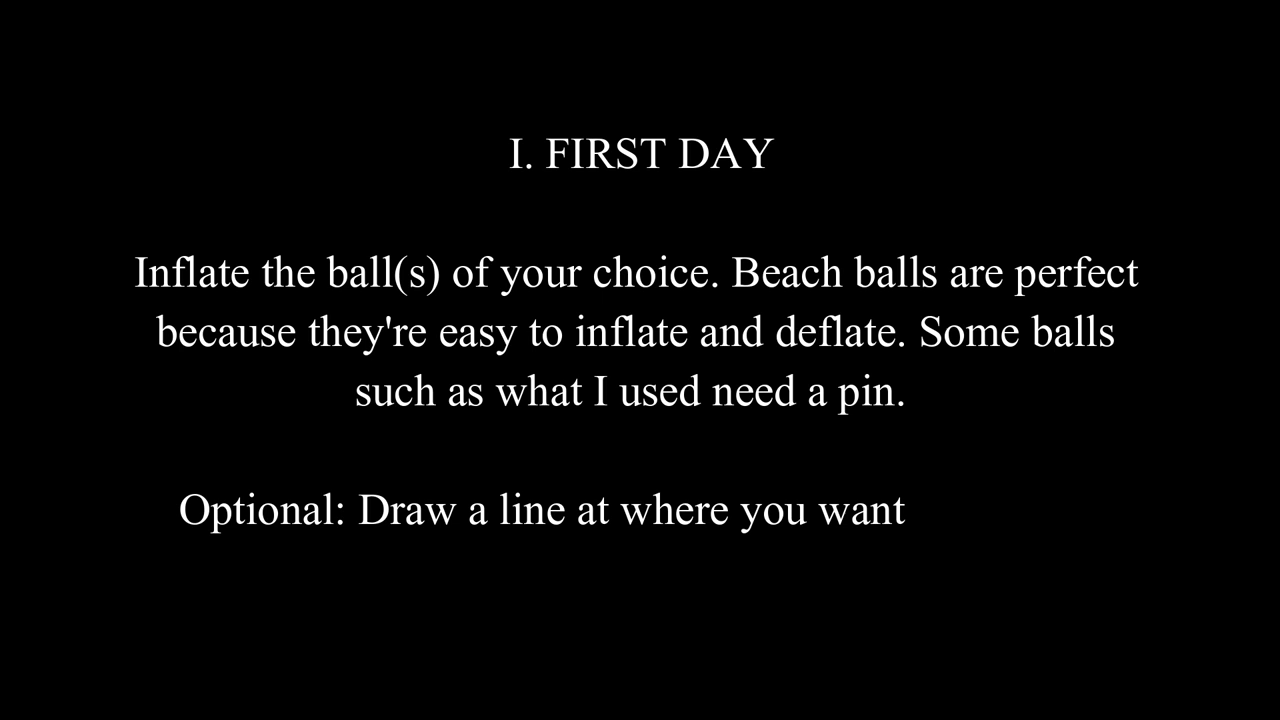 I. FIRST DAY
Inflate the ball(s) of your choice. Beach balls are perfect
because they're easy to inflate and deflate. Some balls
such as what I used need a pin.
Optional: Draw a line at where you want